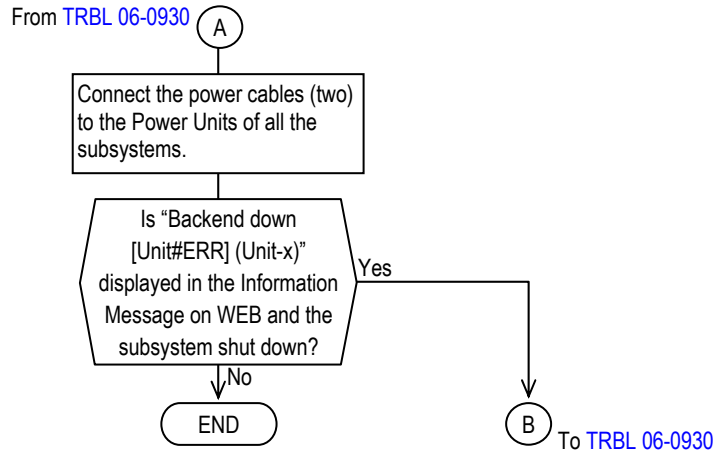 From TRBL 06-0930
A
Connect the power cables (two)
to the Power Units of all the
subsystems.
Is “Backend down
[Unit#ERR] (Unit-x)”
displayed in the Information
Message on WEB and the
subsystem shut down?
Yes
No
END
B
To TRBL 06-0930